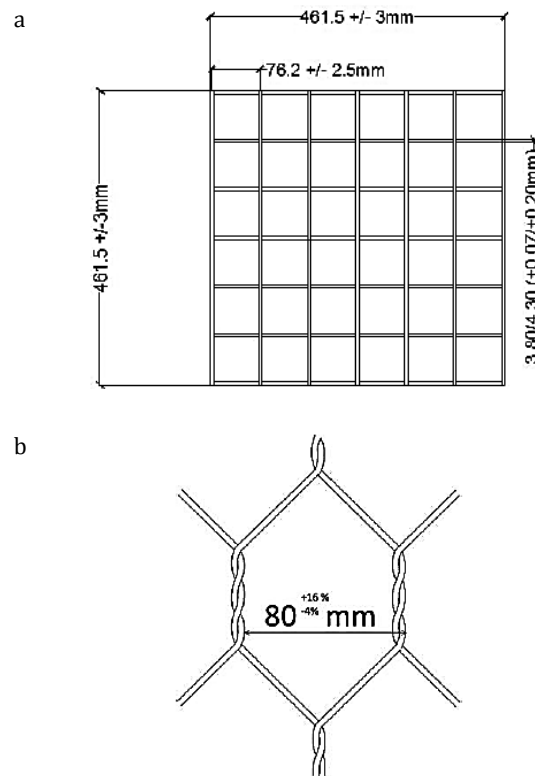 a
461.5 +/- 3mm
76.2 +/- 2.5mm
461.5 +/-3mm
3.80/4.30 (+0.07/+0.20mm)
b
80 +16 % -4% mm